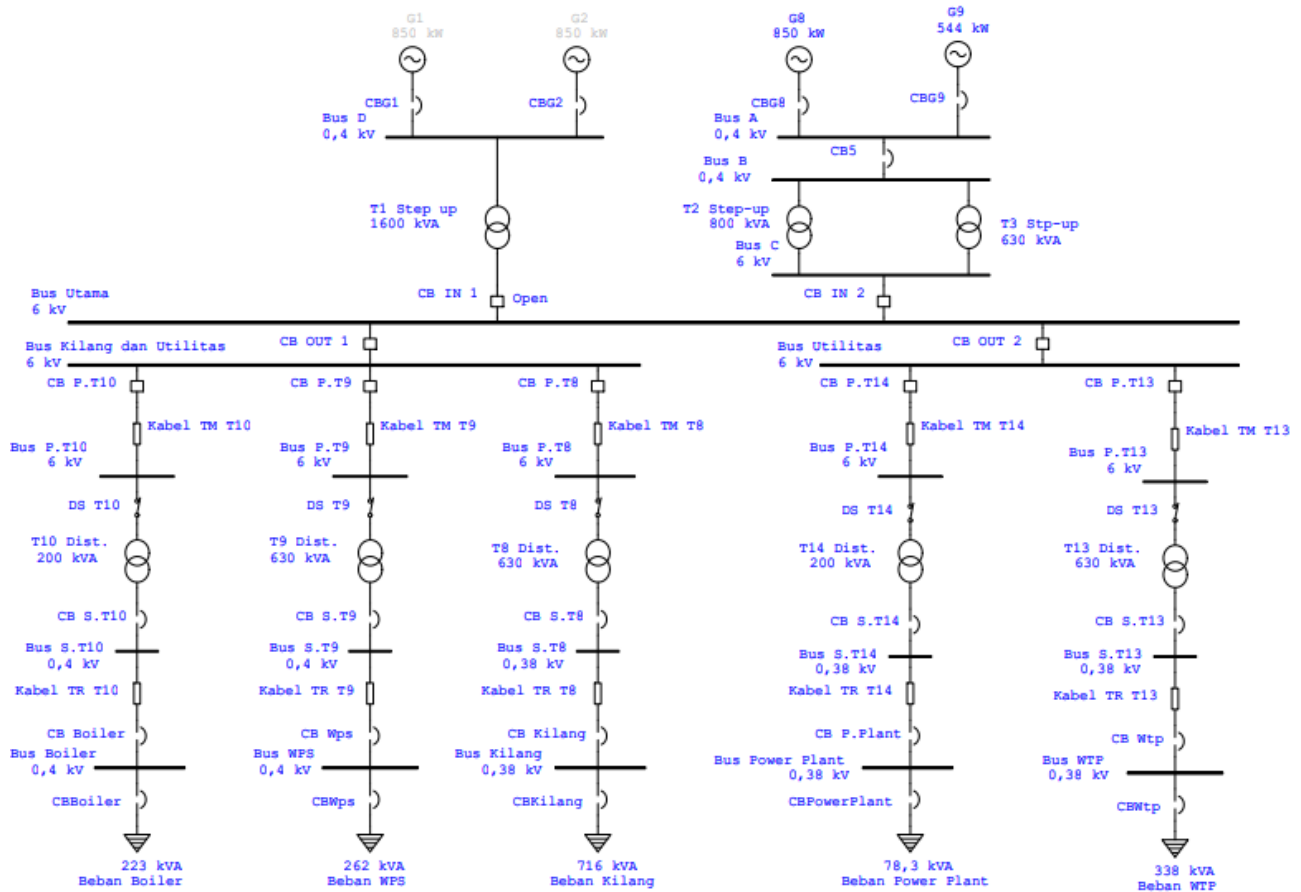 G1
850 kW
G2
850 kW
G8
850 kW
G9
544 kW
CBG1
CBG2
CBG8
CBG9
Bus D
0,4 kV
Bus A
0,4 kV
CB5
Bus B
0,4 kV
T1 Step up
1600 kVA
T2 Step-up
800 kVA
T3 Stp-up
630 kVA
Bus C
6 kV
CB IN 1
Open
CB IN 2
Bus Utama
6 kV
CB OUT 1
CB OUT 2
Bus Kilang dan Utilitas
6 kV
Bus Utilitas
6 kV
CB P.T10
CB P.T9
CB P.T8
CB P.T14
CB P.T13
Kabel TM T10
Kabel TM T9
Kabel TM T8
Kabel TM T14
Kabel TM T13
Bus P.T10
6 kV
Bus P.T9
6 kV
Bus P.T8
6 kV
Bus P.T14
6 kV
Bus P.T13
6 kV
DS T10
DS T9
DS T8
DS T14
DS T13
T10 Dist.
200 kVA
T9 Dist.
630 kVA
T8 Dist.
630 kVA
T14 Dist.
200 kVA
T13 Dist.
630 kVA
CB S.T10
CB S.T9
CB S.T8
CB S.T14
CB S.T13
Bus S.T10
0,4 kV
Bus S.T9
0,4 kV
Bus S.T8
0,38 kV
Bus S.T14
0,38 kV
Bus S.T13
0,38 kV
Kabel TR T10
Kabel TR T9
Kabel TR T8
Kabel TR T14
Kabel TR T13
CB Boiler
CB Wps
CB Kilang
CB P.Plant
CB Wtp
Bus Boiler
0,4 kV
Bus WPS
0,4 kV
Bus Kilang
0,38 kV
Bus Power Plant
0,38 kV
Bus WTP
0,38 kV
CBBoiler
CBWps
CBKilang
CBPowerPlant
CBWtp
223 kVA
Beban Boiler
262 kVA
Beban WPS
716 kVA
Beban Kilang
78,3 kVA
Beban Power Plant
338 kVA
Beban WTP